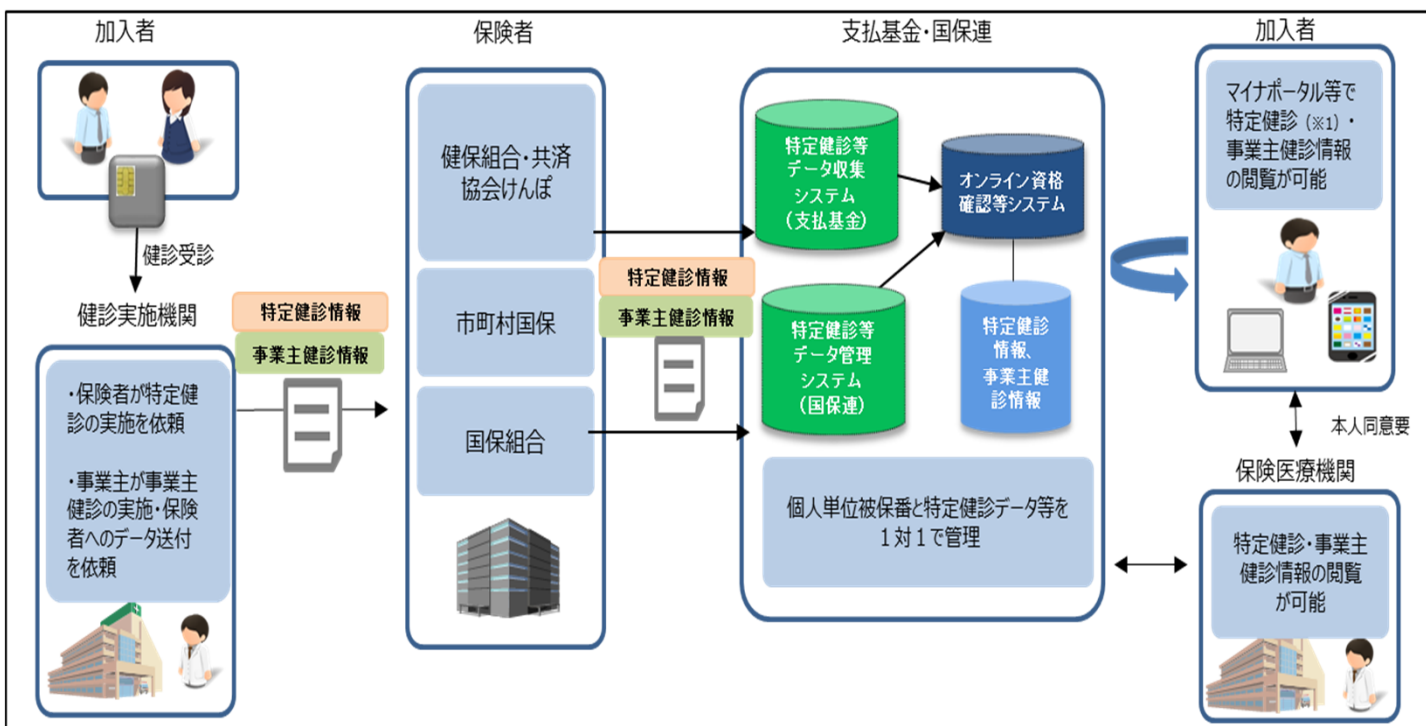 加入者
健診受診
健診実施機関
・保険者が特定健
診の実施を依頼
・事業主が事業主
健診の実施・保険
者へのデータ送付
を依頼
特定健診情報
事業主健診情報
保険者
健保組合・共済
協会けんぽ
市町村国保
国保組合
特定健診情報
事業主健診情報
支払基金・国保連
特定健診等
データ収集
システム
（支払基金）
オンライン資格
確認等システム
特定健診等
データ管理
システム
（国保連）
特定健診
情報、
事業主健
診情報
個人単位被保番と特定健診データ等を
１対１で管理
加入者
マイナポータル等で
特定健診（※1）・
事業主健診情報
の閲覧が可能
本人同意要
保険医療機関
特定健診・事業主
健診情報の閲覧
が可能